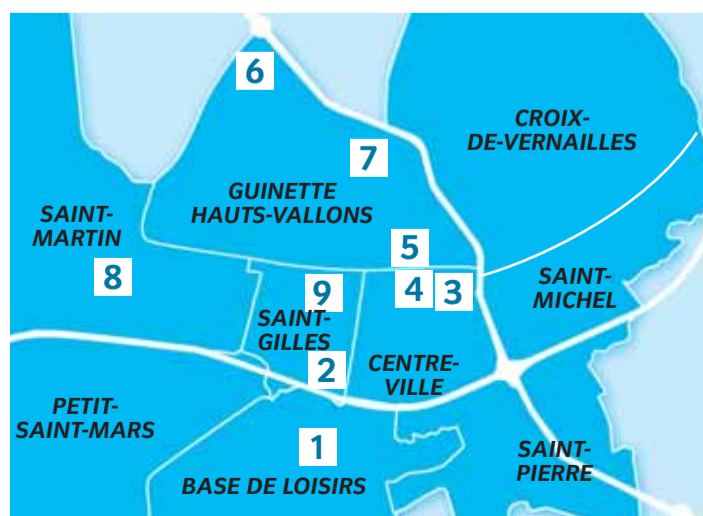 6
CROIX-
DE-VERNAILLES
7
GUINETTE
HAUTS-VALLONS
SAINT-
MARTIN
8
5
4
3
9
SAINT-
GILLES
SAINT-
MICHEL
2
CENTRE-
VILLE
PETIT-
SAINT-MARS
1
BASE DE LOISIRS
SAINT-
PIERRE